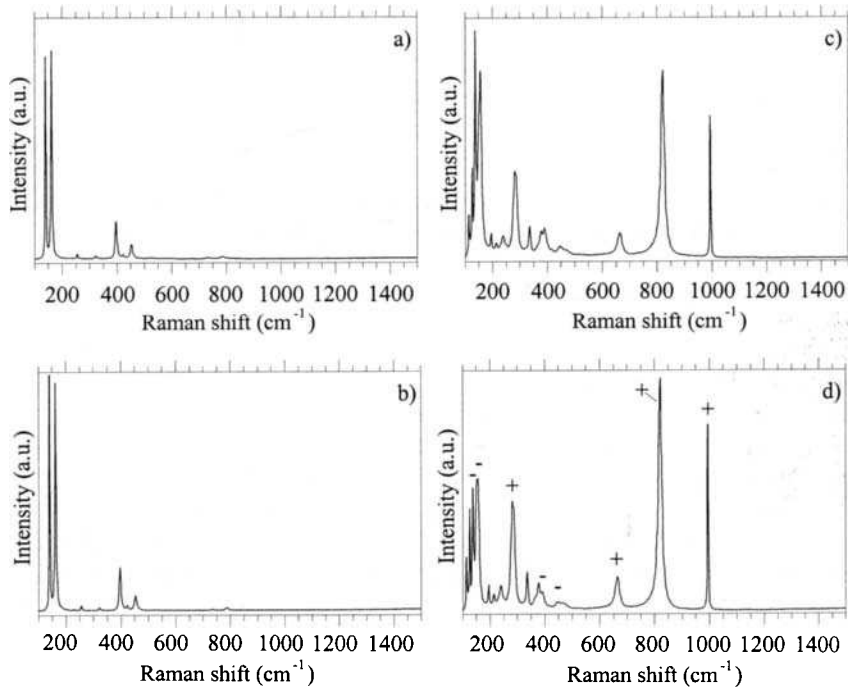 a)
Intensity (a.u.)
200 400 600 800 1000 1200 1400
Raman shift (cm⁻¹)
c)
Intensity (a.u.)
200 400 600 800 1000 1200 1400
Raman shift (cm⁻¹)
b)
Intensity (a.u.)
200 400 600 800 1000 1200 1400
Raman shift (cm⁻¹)
d)
+ +
- - + + - -
Intensity (a.u.)
200 400 600 800 1000 1200 1400
Raman shift (cm⁻¹)